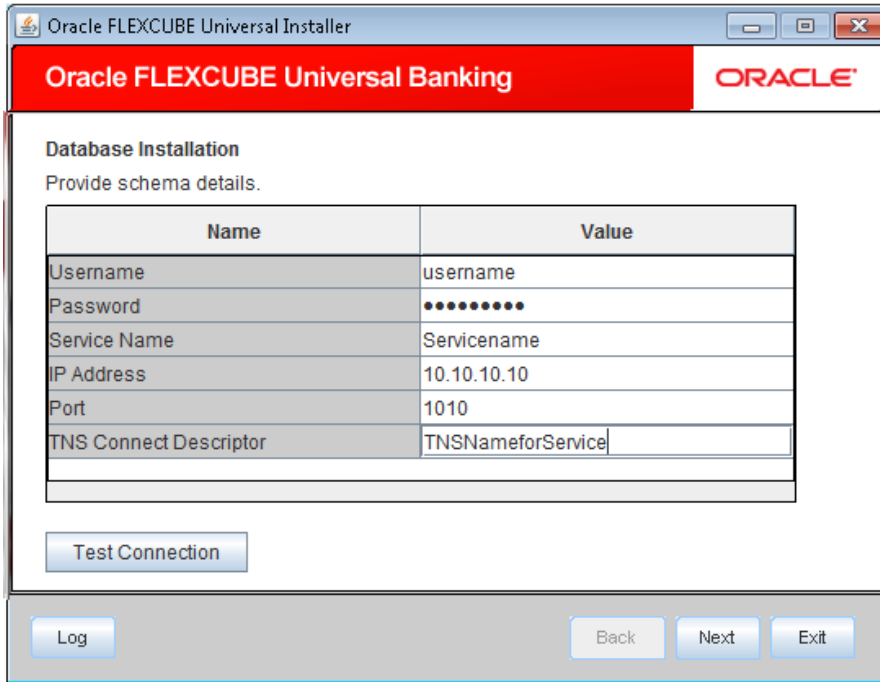 Oracle FLEXCUBE Universal Installer
Oracle FLEXCUBE Universal Banking ORACLE
Database Installation
Provide schema details.
Name Value
Username username
Password •••••••••
Service Name Servicename
IP Address 10.10.10.10
Port 1010
TNS Connect Descriptor TNSNameforService
Test Connection
Log Back Next Exit